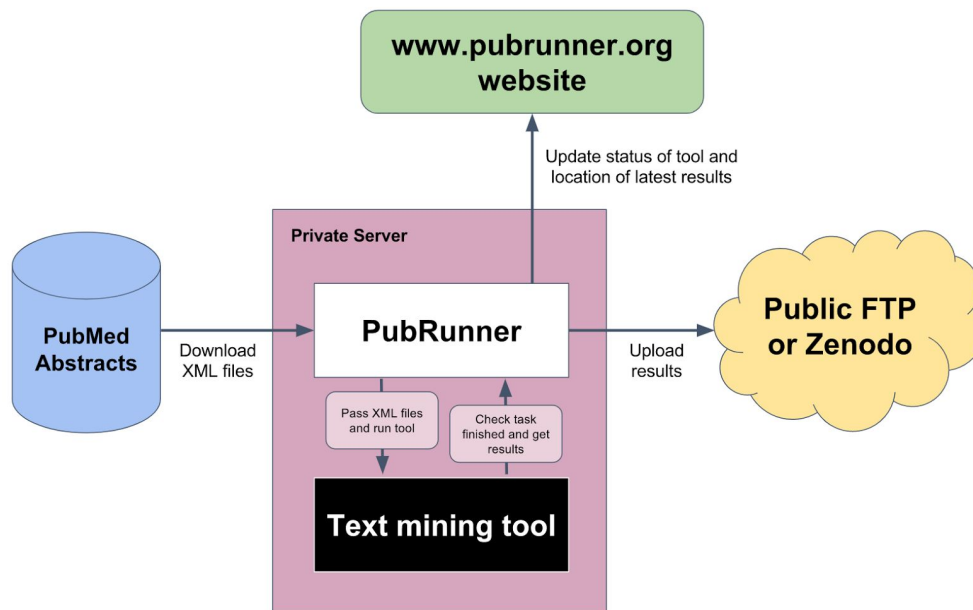 www.pubrunner.org
website
Update status of tool and
location of latest results
Private Server
PubMed
Abstracts
Download
XML files
PubRunner
Upload
results
Public FTP
or Zenodo
Pass XML files
and run tool
Check task
finished and get
results
Text mining tool